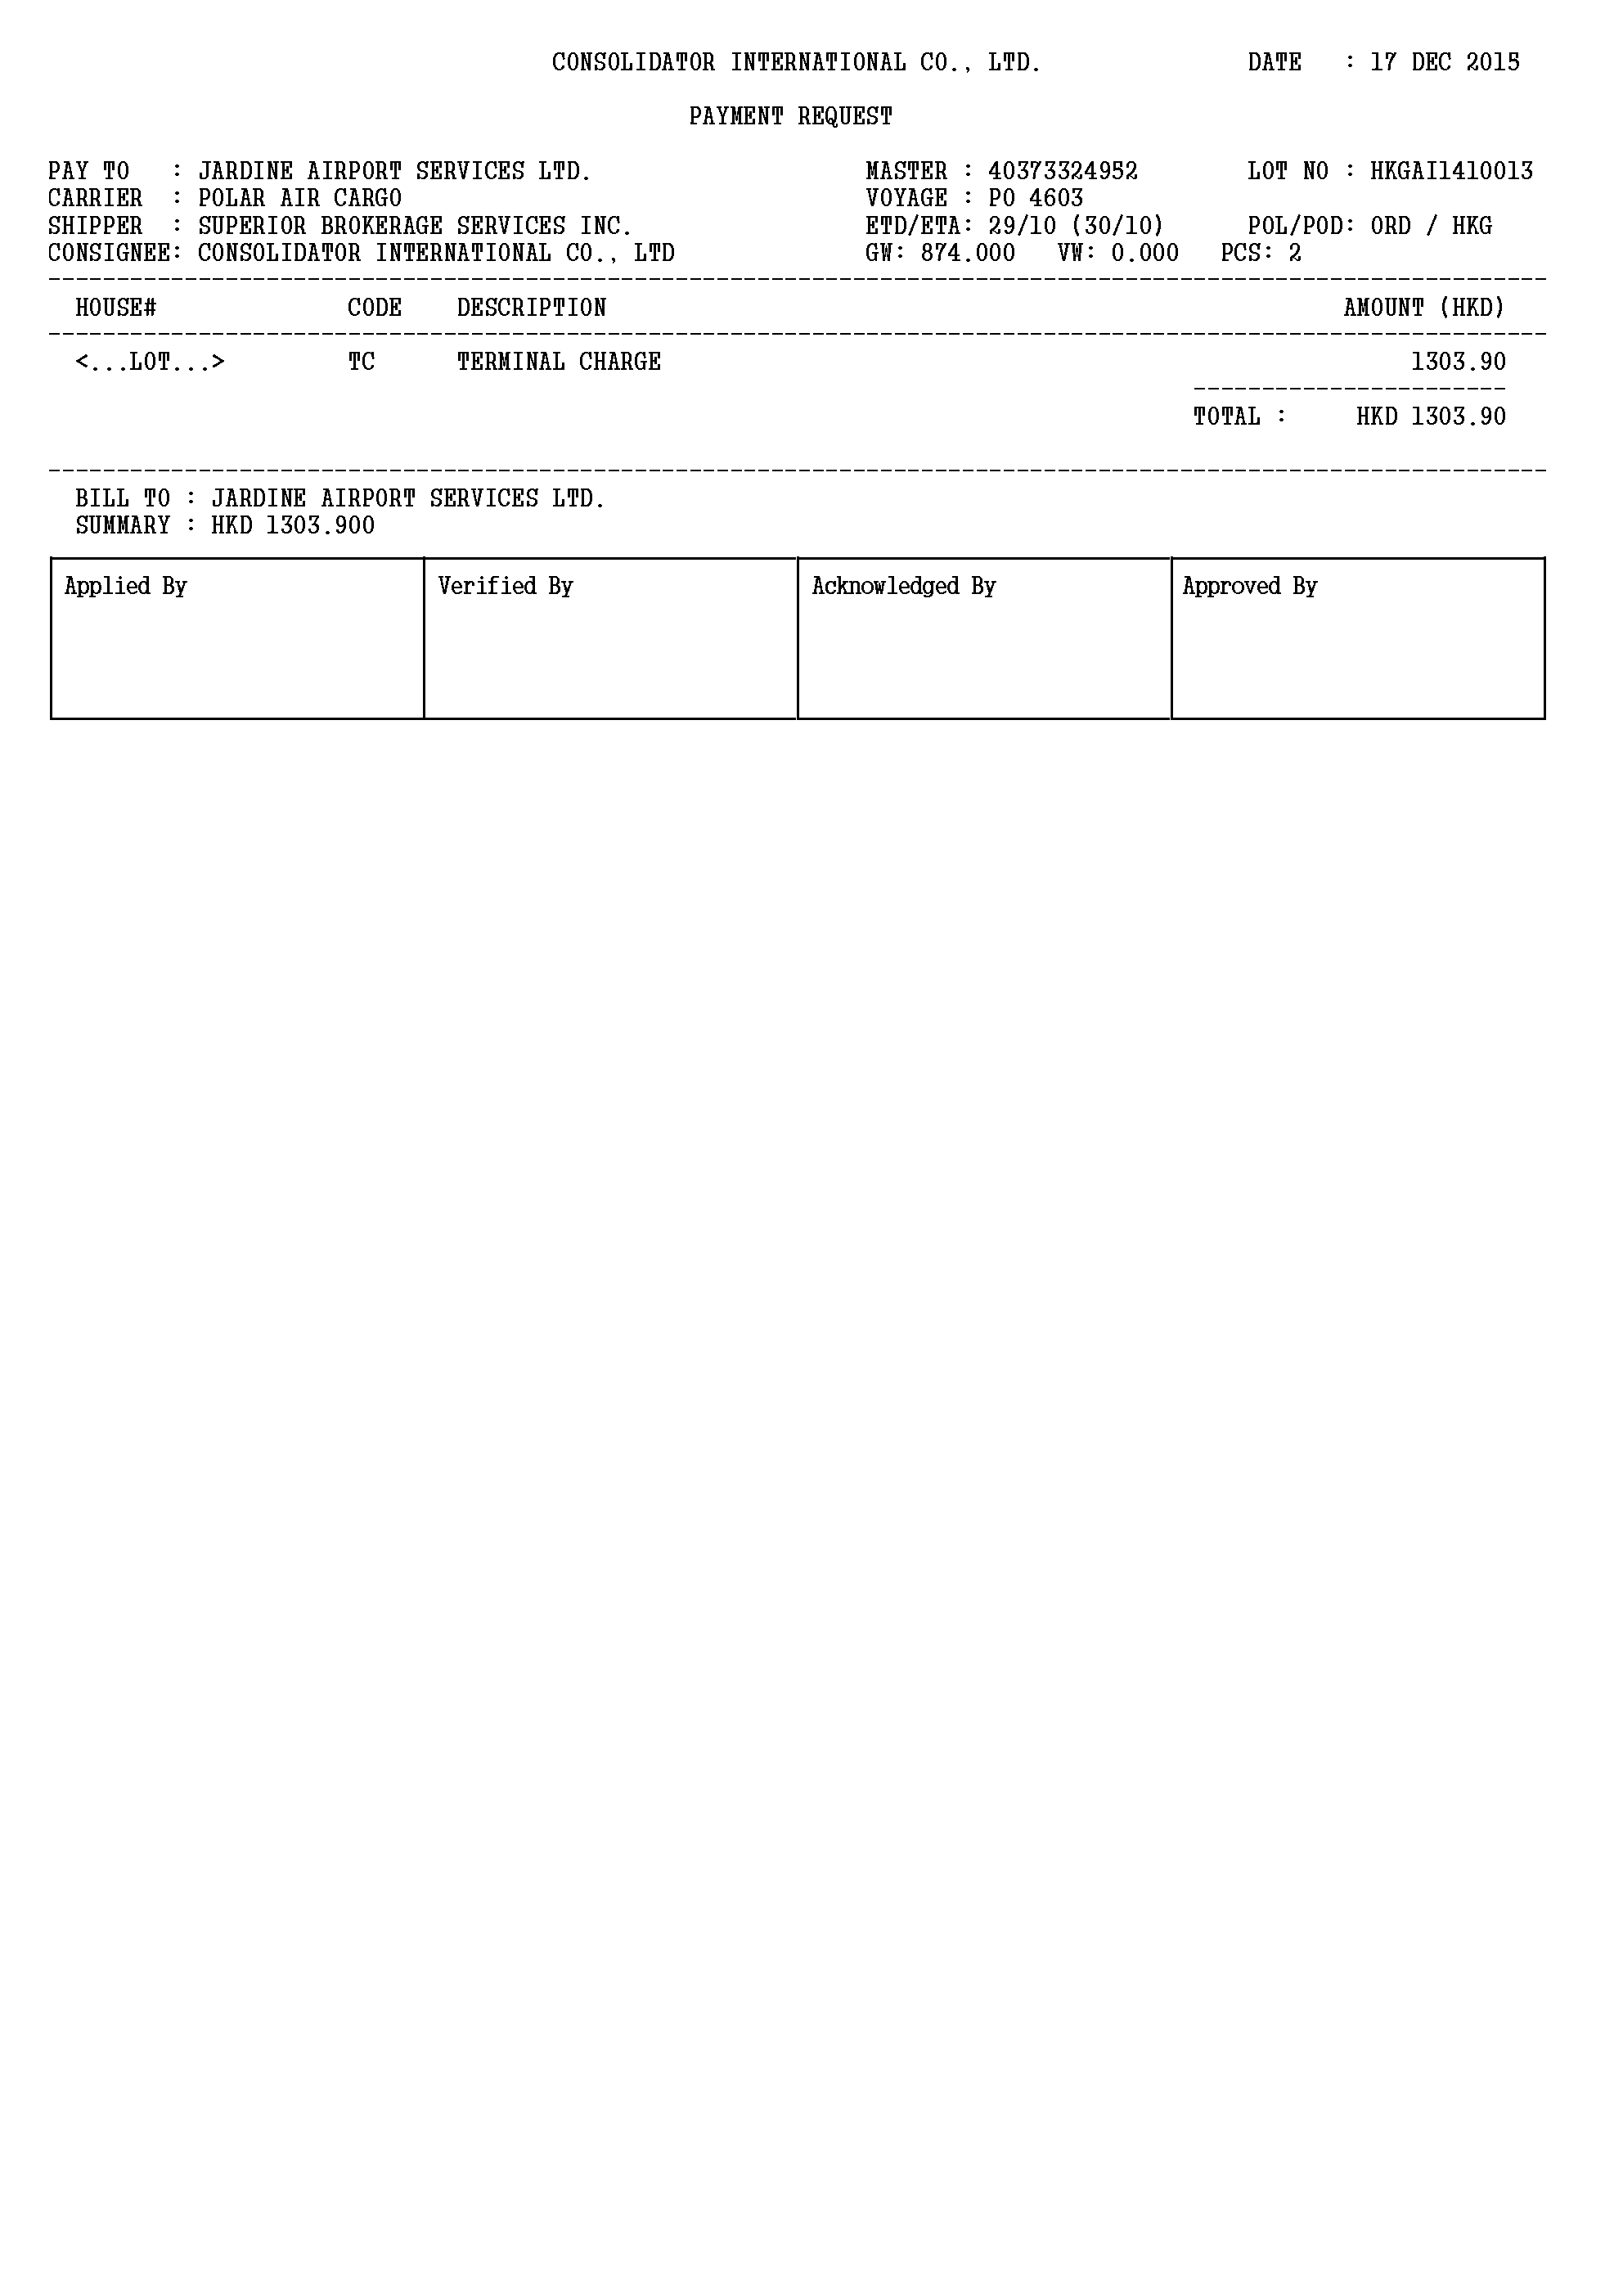 CONSOLIDATOR INTERNATIONAL CO., LTD. DATE : 17 DEC 2015
PAYMENT REQUEST
PAY TO : JARDINE AIRPORT SERVICES LTD. MASTER : 40373324952 LOT NO : HKGAI1410013
CARRIER : POLAR AIR CARGO VOYAGE : PO 4603
SHIPPER : SUPERIOR BROKERAGE SERVICES INC. ETD/ETA: 29/10 (30/10) POL/POD: ORD / HKG
CONSIGNEE: CONSOLIDATOR INTERNATIONAL CO., LTD GW: 874.000 VW: 0.000 PCS: 2
HOUSE# CODE DESCRIPTION AMOUNT (HKD)
<...LOT...> TC TERMINAL CHARGE 1303.90
TOTAL : HKD 1303.90
BILL TO : JARDINE AIRPORT SERVICES LTD.
SUMMARY : HKD 1303.900
Applied By Verified By Acknowledged By Approved By